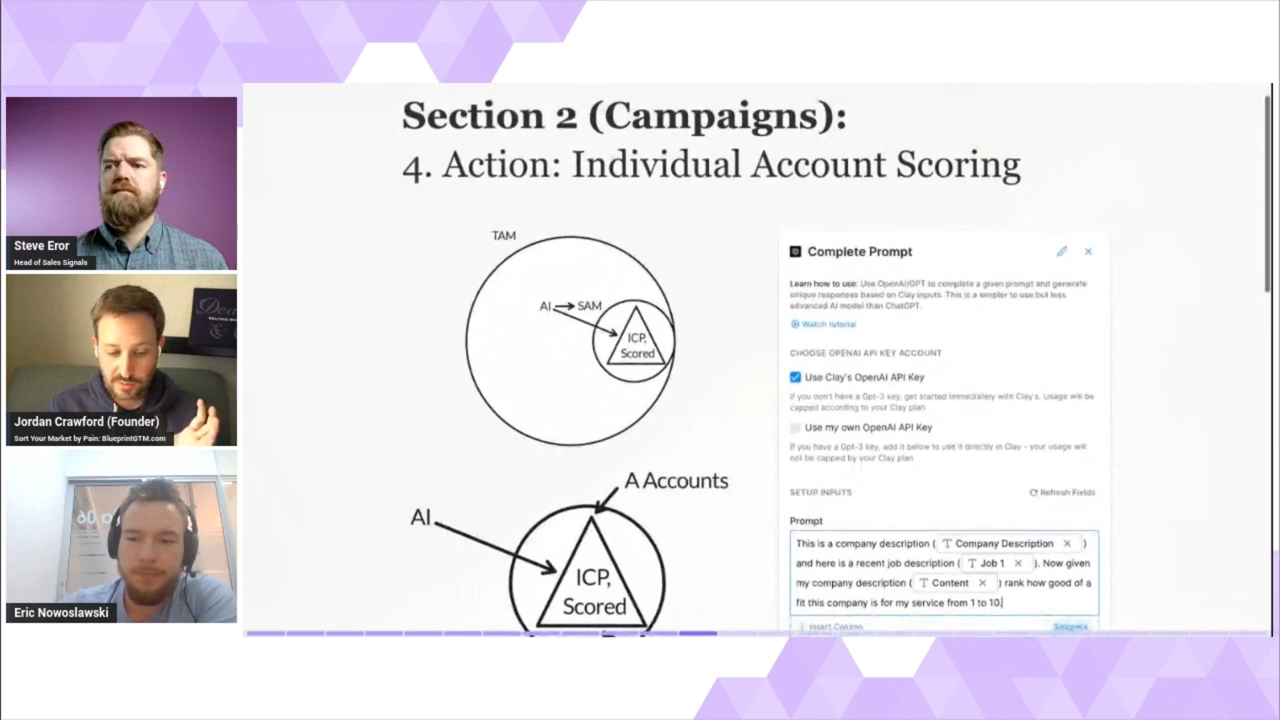 Section 2 (Campaigns):
4. Action: Individual Account Scoring
TAM
AI
SAM
ICP,
Scored
A Accounts
AI
ICP,
Scored
Complete Prompt
Learn how to use: Use OpenAI/GPT to complete a given prompt and generate
unique responses based on Clay inputs. This is a simpler to use but less
advanced AI model than ChatGPT.
Watch tutorial
CHOOSE OPENAI API KEY ACCOUNT
Use Clay's OpenAI API Key
If you don't have a Gpt-3 key, get started immediately with Clay's. Usage will be
capped according to your Clay plan
Use my own OpenAI API Key
If you have a Gpt-3 key, add it below to use it directly in Clay - your usage will
not be capped by your Clay plan
SETUP INPUTS
Refresh Fields
Prompt
This is a company description ( T Company Description × )
and here is a recent job description ( T Job 1 × ). Now given
my company description ( T Content × ) rank how good of a
fit this company is for my service from 1 to 10.
Insert Column
Steve Eror
Head of Sales Signals
Jordan Crawford (Founder)
Sort Your Market by Pain: BlueprintGTM.com
Eric Nowoslawski